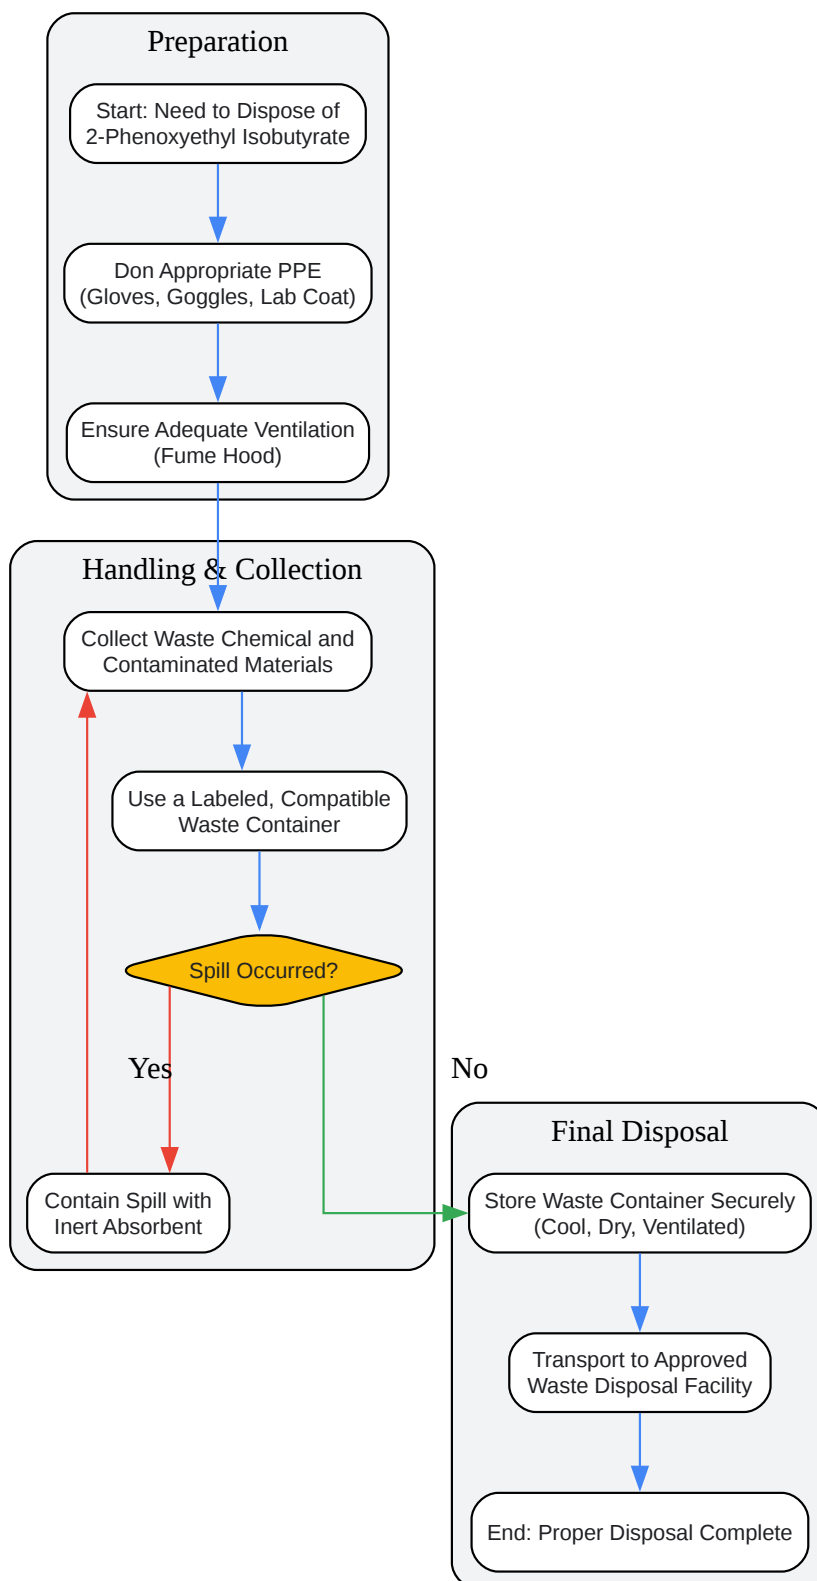 Preparation
Start: Need to Dispose of
2-Phenoxyethyl Isobutyrate
Don Appropriate PPE
(Gloves, Goggles, Lab Coat)
Ensure Adequate Ventilation
(Fume Hood)
Handling & Collection
Collect Waste Chemical and
Contaminated Materials
Use a Labeled, Compatible
Waste Container
Spill Occurred?
Yes
No
Contain Spill with
Inert Absorbent
Final Disposal
Store Waste Container Securely
(Cool, Dry, Ventilated)
Transport to Approved
Waste Disposal Facility
End: Proper Disposal Complete